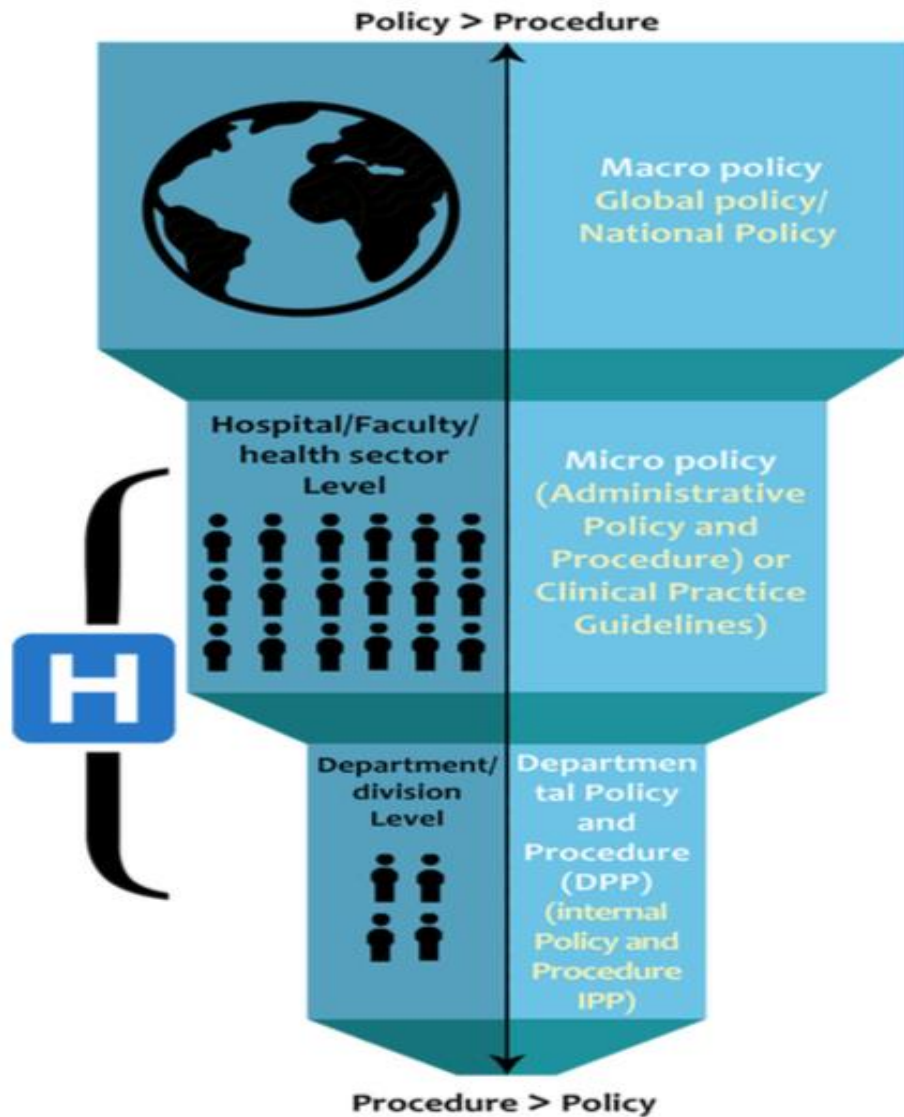 Policy > Procedure
Macro policy
Global policy/
National Policy
Hospital/Faculty/
health sector
Level
Micro policy
(Administrative
Policy and
Procedure) or
Clinical Practice
Guidelines)
H
Department/
division
Level
Departmen
tal Policy
and
Procedure
(DPP)
(internal
Policy and
Procedure
IPP)
Procedure > Policy